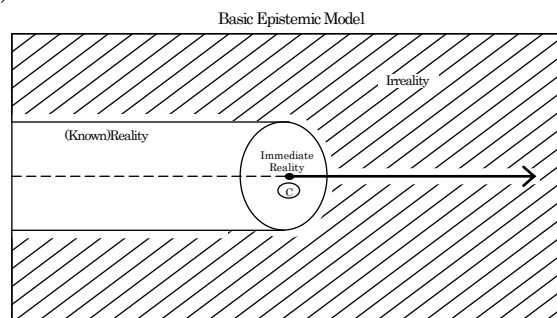 Basic Epistemic Model
Irreality
(Known)Reality
Immediate
Reality
C